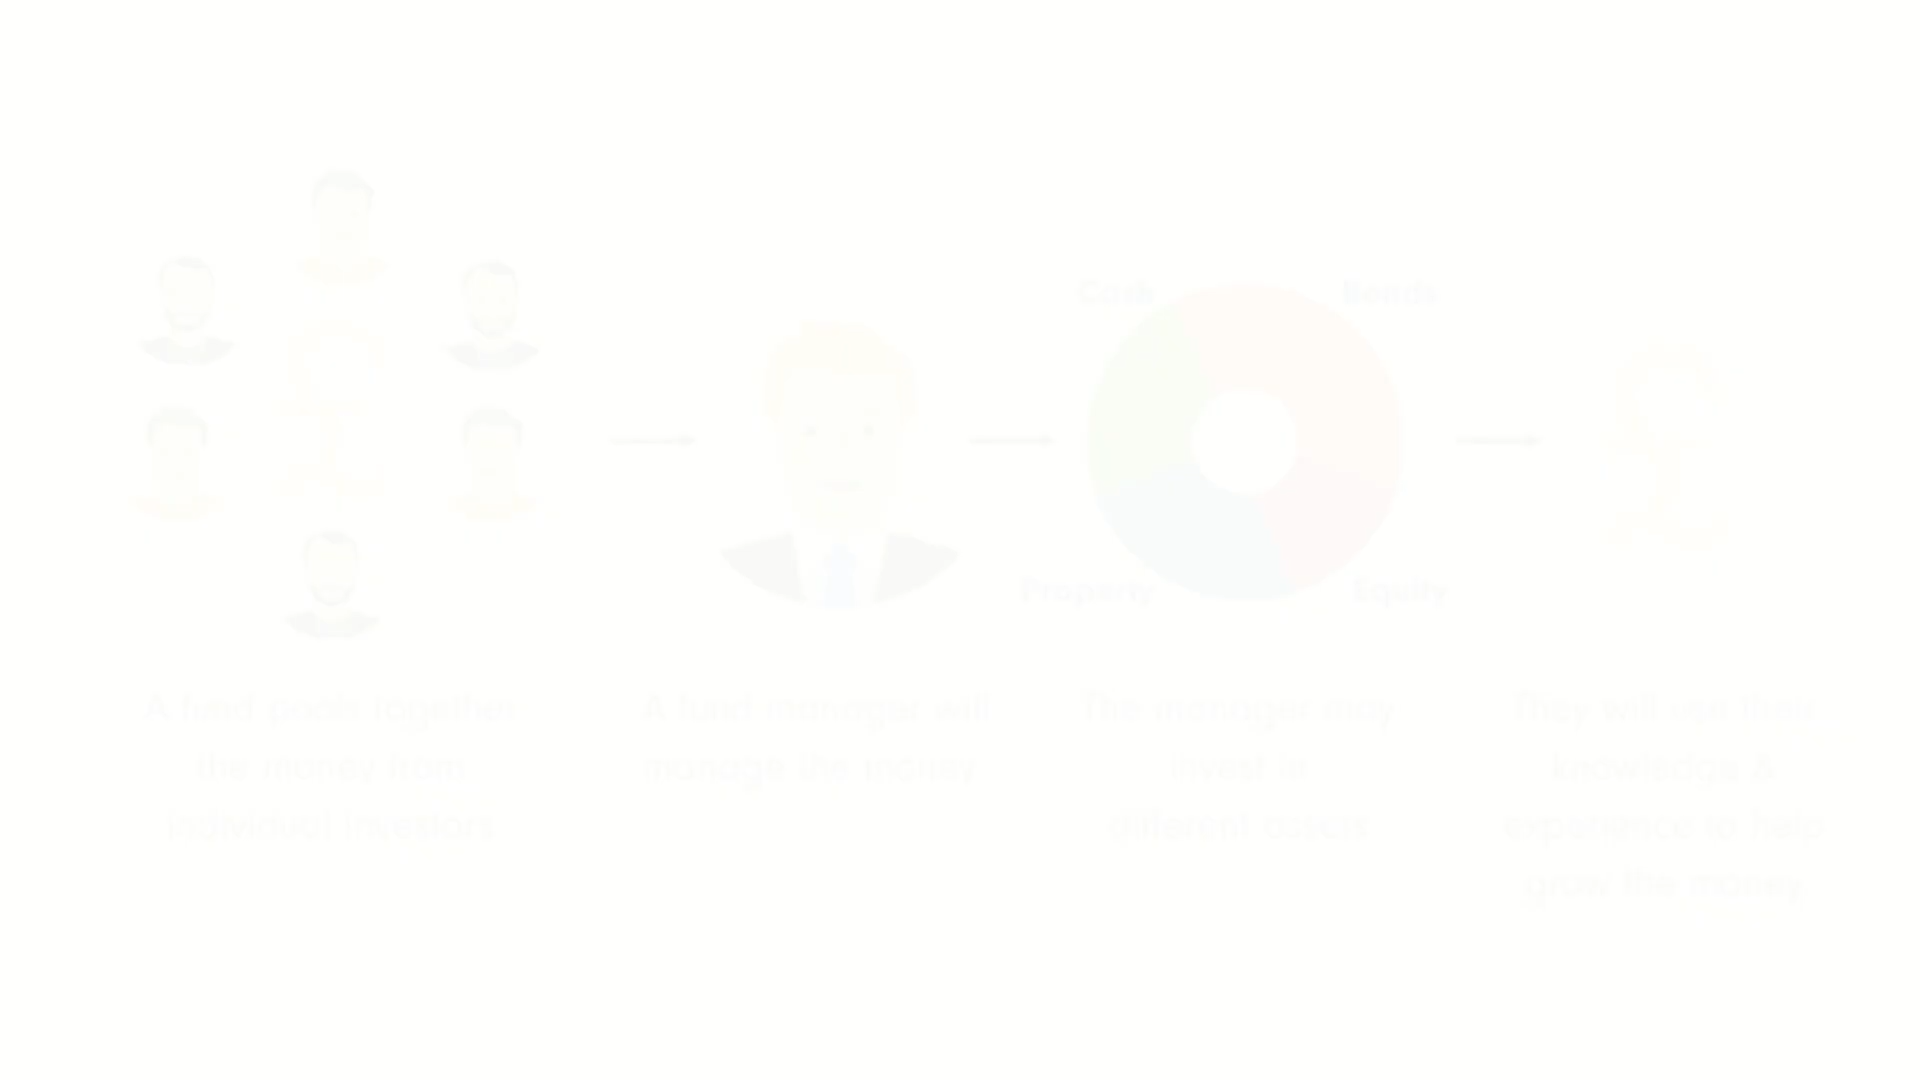 Cash
Bonds
Property
Equity
A fund pools together
the money from
individual investors
A fund manager will
manage the money
The manager may
invest in
different assets
They will use their
knowledge &
experience to help
grow the money